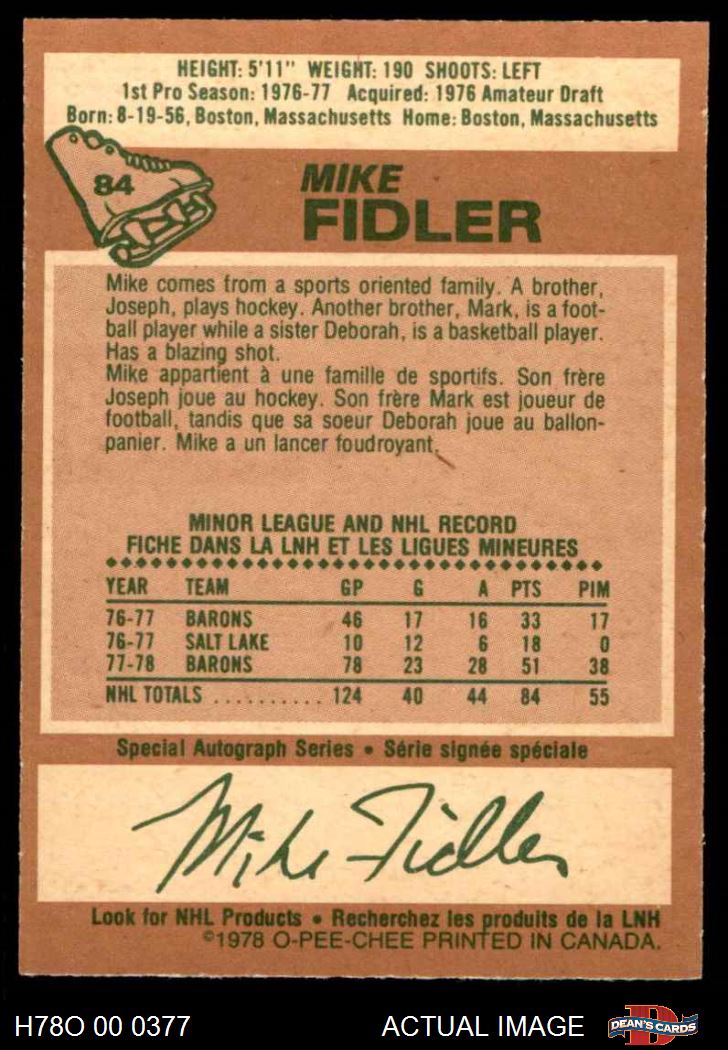 HEIGHT: 5'11" WEIGHT: 190 SHOOTS: LEFT
1st Pro Season: 1976-77 Acquired: 1976 Amateur Draft
Born: 8-19-56, Boston, Massachusetts Home: Boston, Massachusetts
84
MIKE
FIDLER
Mike comes from a sports oriented family. A brother,
Joseph, plays hockey. Another brother, Mark, is a foot-
ball player while a sister Deborah, is a basketball player.
Has a blazing shot.
Mike appartient à une famille de sportifs. Son frère
Joseph joue au hockey. Son frère Mark est joueur de
football, tandis que sa soeur Deborah joue au ballon-
panier. Mike a un lancer foudroyant.
MINOR LEAGUE AND NHL RECORD
FICHE DANS LA LNH ET LES LIGUES MINEURES
YEAR TEAM GP G A PTS PIM
76-77 BARONS 46 17 16 33 17
76-77 SALT LAKE 10 12 6 18 0
77-78 BARONS 78 23 28 51 38
NHL TOTALS .......... 124 40 44 84 55
Special Autograph Series • Série signée spéciale
Mike Fidler
Look for NHL Products • Recherchez les produits de la LNH
©1978 O-PEE-CHEE PRINTED IN CANADA.
H78O 00 0377 ACTUAL IMAGE DEAN'S CARDS